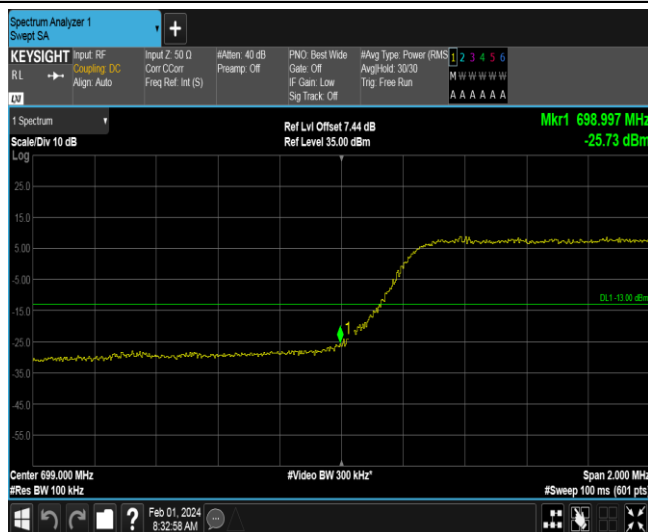 Spectrum Analyzer 1
Swept SA
+
KEYSIGHT
RL
LXI
Input: RF
Coupling: DC
Align: Auto
Input Z: 50 Ω
Corr CCorr
Freq Ref: Int (S)
#Atten: 40 dB
Preamp: Off
PNO: Best Wide
Gate: Off
IF Gain: Low
Sig Track: Off
#Avg Type: Power (RMS
Avg|Hold: 30/30
Trig: Free Run
1 2 3 4 5 6
M W W W W W
A A A A A A
1 Spectrum
Scale/Div 10 dB
Ref Lvl Offset 7.44 dB
Ref Level 35.00 dBm
Mkr1 698.997 MHz
-25.73 dBm
Log
25.0
15.0
5.00
-5.00
DL1 -13.00 dBm
-15.0
1
-25.0
-35.0
-45.0
-55.0
Center 699.000 MHz
#Video BW 300 kHz*
Span 2.000 MHz
#Res BW 100 kHz
#Sweep 100 ms (601 pts)
?
Feb 01, 2024
8:32:58 AM